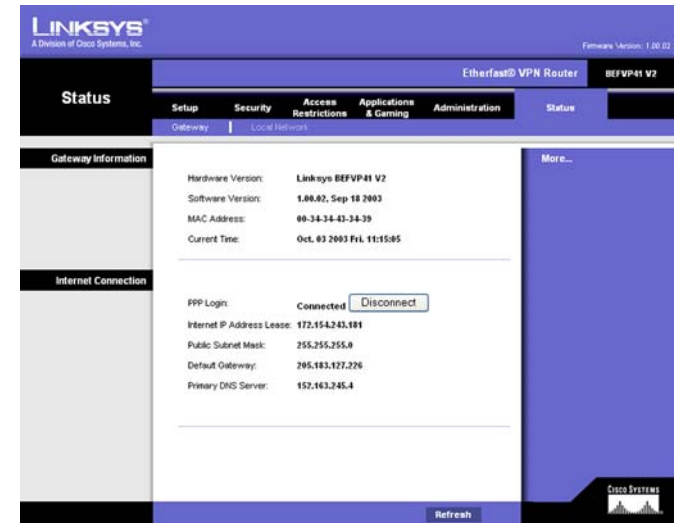 LINKSYS®
A Division of Cisco Systems, Inc.
Firmware Version: 1.00.02
Etherfast® VPN Router BEFVP41 V2
Status
Setup Security Access Restrictions Applications & Gaming Administration Status
Gateway Local Network
Gateway Information
More...
Hardware Version: Linksys BEFVP41 V2
Software Version: 1.00.02, Sep 18 2003
MAC Address: 00-34-34-43-34-39
Current Time: Oct. 03 2003 Fri. 11:15:05
Internet Connection
PPP Login: Connected Disconnect
Internet IP Address Lease: 172.154.243.181
Public Subnet Mask: 255.255.255.0
Default Gateway: 205.183.127.226
Primary DNS Server: 152.163.245.4
Refresh
CISCO SYSTEMS